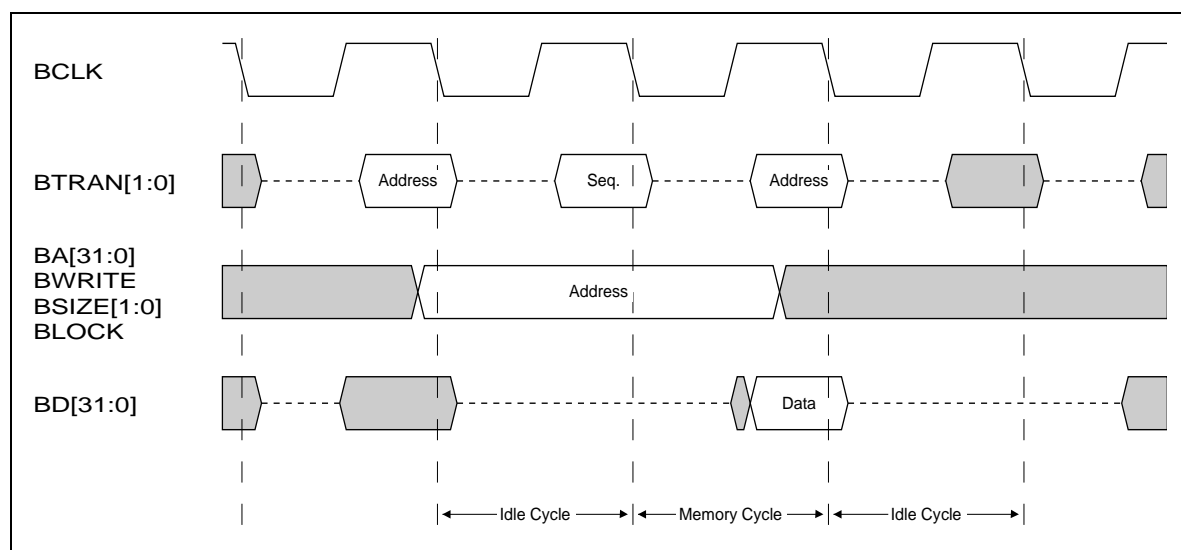 BCLK
BTRAN[1:0]
Address
Seq.
Address
BA[31:0]
BWRITE
BSIZE[1:0]
BLOCK
Address
BD[31:0]
Data
Idle Cycle
Memory Cycle
Idle Cycle